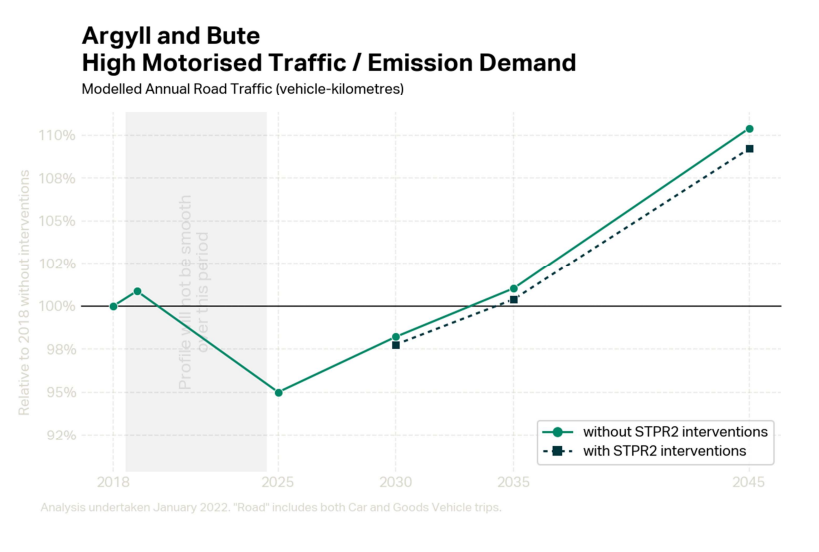 Argyll and Bute
High Motorised Traffic / Emission Demand
Modelled Annual Road Traffic (vehicle-kilometres)
Relative to 2018 without interventions
110%
108%
105%
102%
100%
98%
95%
92%
Profile will not be smooth
over this period
without STPR2 interventions
with STPR2 interventions
2018
2025
2030
2035
2045
Analysis undertaken January 2022. "Road" includes both Car and Goods Vehicle trips.